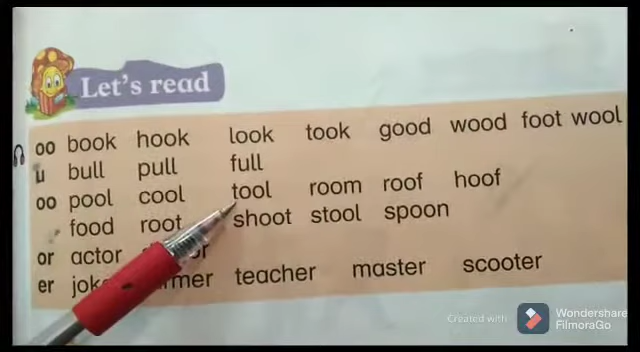 Let's read
oo book hook look took good wood foot wool
u bull pull full
oo pool cool tool room roof hoof
food root shoot stool spoon
or actor
er teacher master scooter
Created with Wondershare FilmoraGo